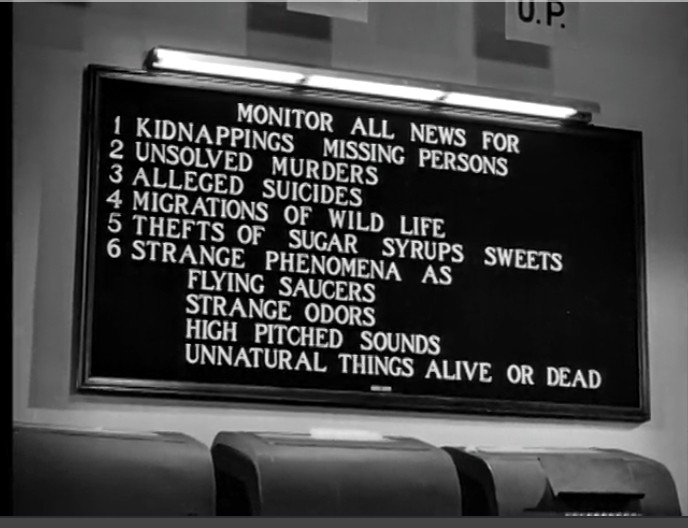 U.P.
MONITOR ALL NEWS FOR
1 KIDNAPPINGS MISSING PERSONS
2 UNSOLVED MURDERS
3 ALLEGED SUICIDES
4 MIGRATIONS OF WILD LIFE
5 THEFTS OF SUGAR SYRUPS SWEETS
6 STRANGE PHENOMENA AS
FLYING SAUCERS
STRANGE ODORS
HIGH PITCHED SOUNDS
UNNATURAL THINGS ALIVE OR DEAD